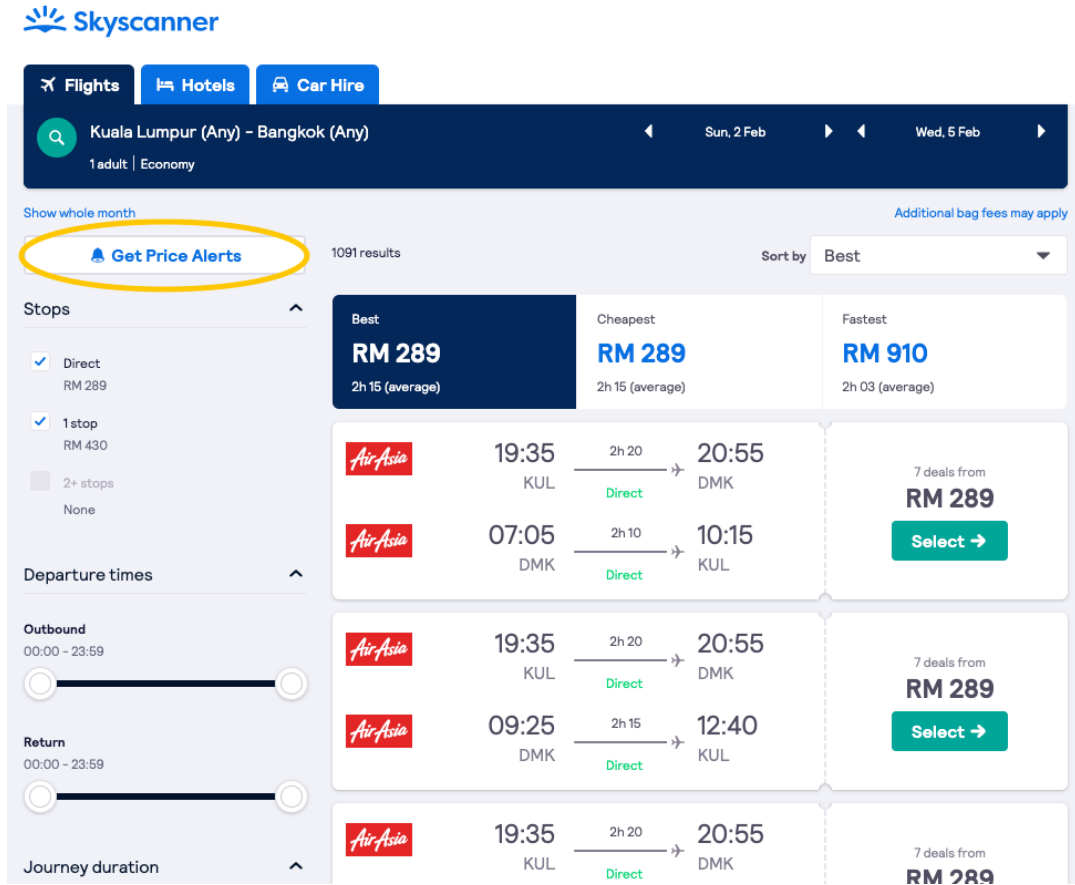 Skyscanner
Flights
Hotels
Car Hire
Kuala Lumpur (Any) – Bangkok (Any)
Sun, 2 Feb
Wed, 5 Feb
1 adult | Economy
Show whole month
Additional bag fees may apply
Get Price Alerts
1091 results
Sort by
Best
Stops
Direct
RM 289
1 stop
RM 430
2+ stops
None
Departure times
Outbound
00:00 – 23:59
Return
00:00 – 23:59
Journey duration
Best
RM 289
2h 15 (average)
Cheapest
RM 289
2h 15 (average)
Fastest
RM 910
2h 03 (average)
AirAsia
19:35
KUL
2h 20
Direct
20:55
DMK
AirAsia
07:05
DMK
2h 10
Direct
10:15
KUL
7 deals from
RM 289
Select →
AirAsia
19:35
KUL
2h 20
Direct
20:55
DMK
AirAsia
09:25
DMK
2h 15
Direct
12:40
KUL
7 deals from
RM 289
Select →
AirAsia
19:35
KUL
2h 20
Direct
20:55
DMK
7 deals from
RM 289